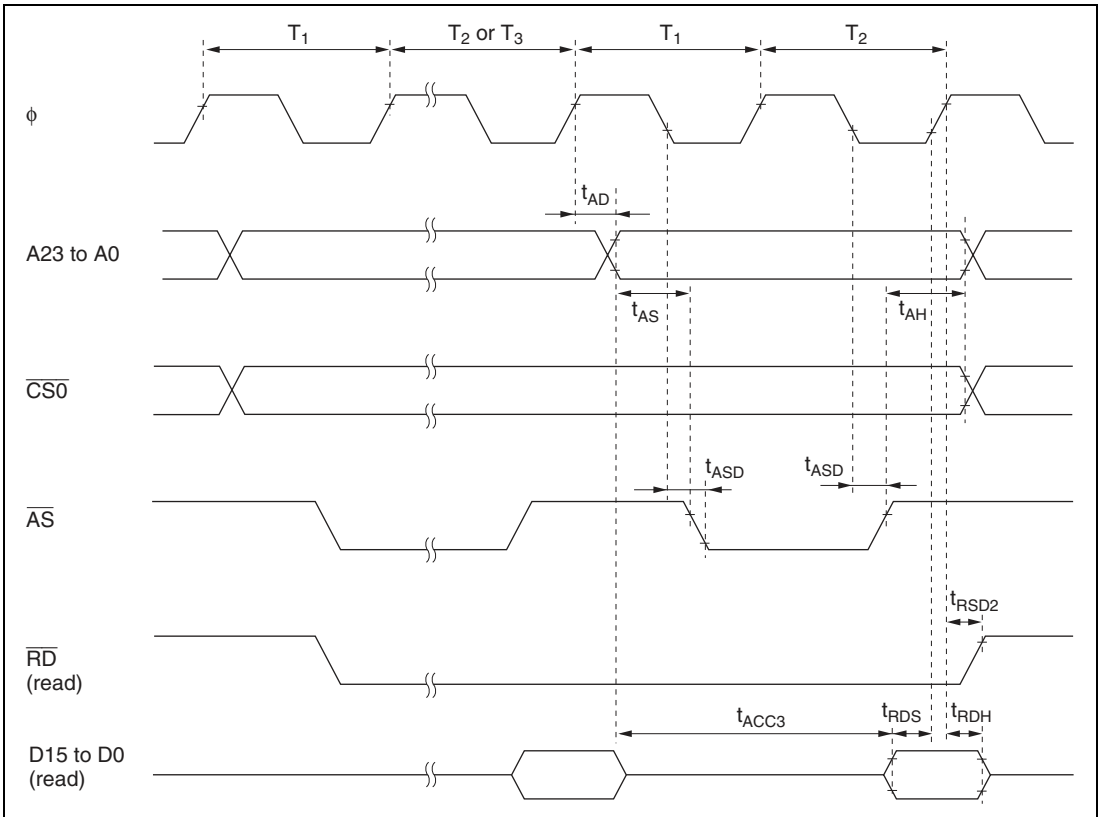 T1 T2 or T3 T1 T2
φ
tAD
A23 to A0
tAS tAH
CS0
tASD tASD
AS
tRSD2
RD
(read)
tACC3 tRDS tRDH
D15 to D0
(read)